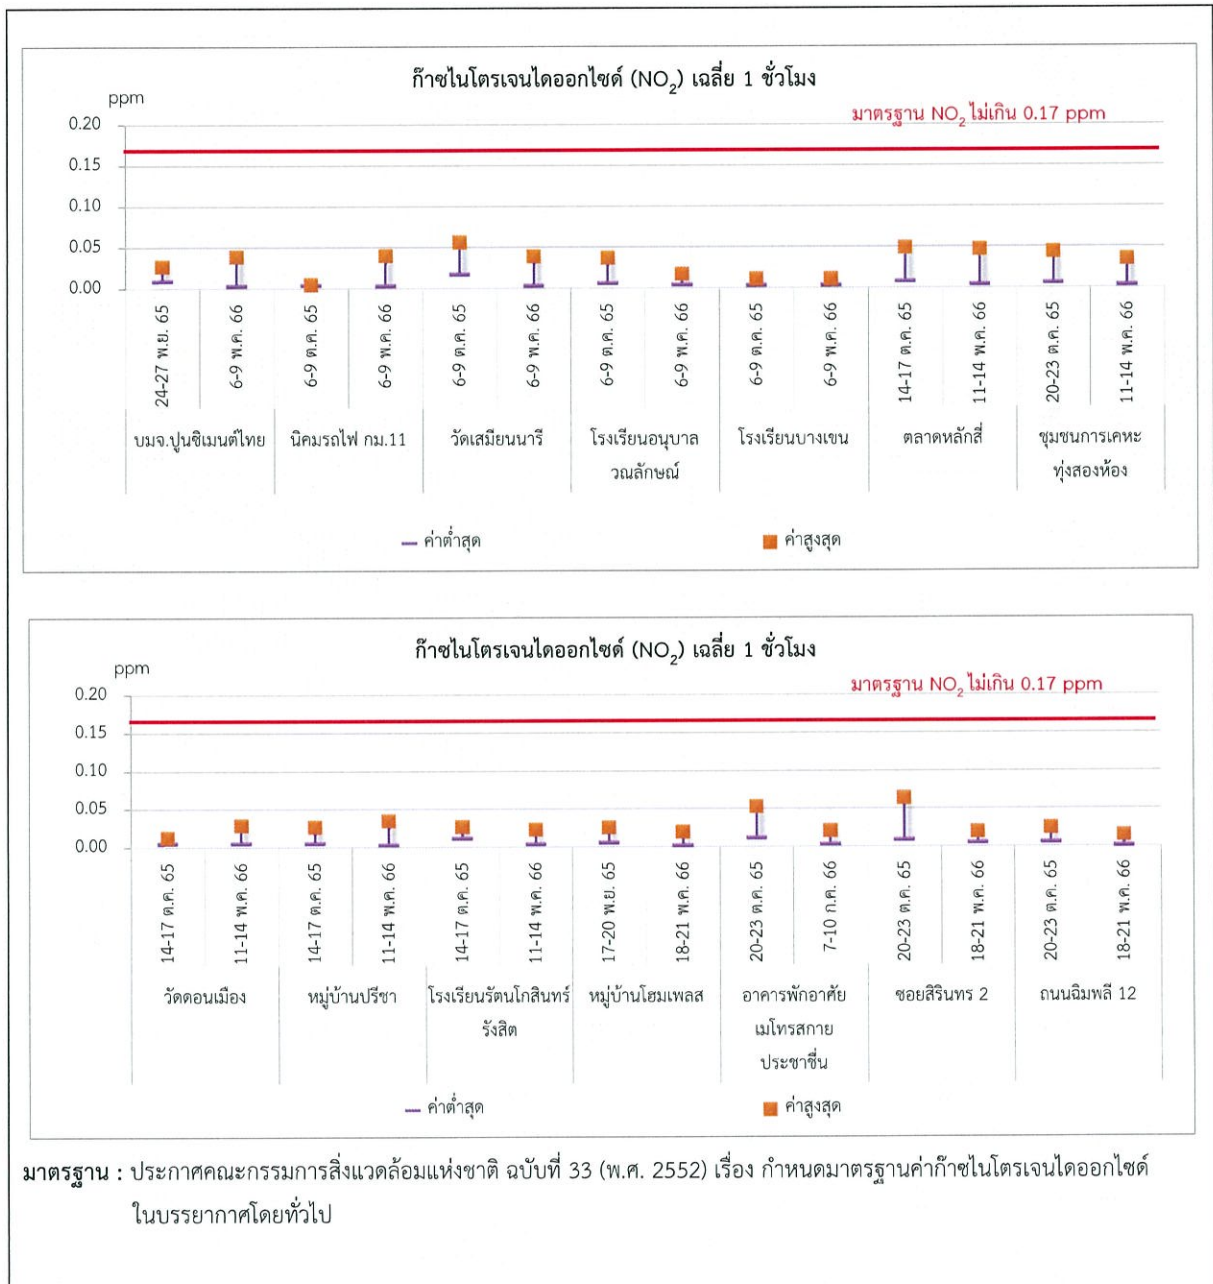 ก๊าซไนโตรเจนไดออกไซด์ (NO₂) เฉลี่ย 1 ชั่วโมง
ppm
มาตรฐาน NO₂ ไม่เกิน 0.17 ppm
0.20
0.15
0.10
0.05
0.00
24-27 พ.ย. 65
6-9 พ.ค. 66
6-9 ต.ค. 65
6-9 พ.ค. 66
6-9 ต.ค. 65
6-9 พ.ค. 66
6-9 ต.ค. 65
6-9 พ.ค. 66
6-9 ต.ค. 65
6-9 พ.ค. 66
14-17 ต.ค. 65
11-14 พ.ค. 66
20-23 ต.ค. 65
11-14 พ.ค. 66
บมจ.ปูนซิเมนต์ไทย
นิคมรถไฟ กม.11
วัดเสมียนนารี
โรงเรียนอนุบาล
วณลักษณ์
โรงเรียนบางเขน
ตลาดหลักสี่
ชุมชนการเคหะ
ทุ่งสองห้อง
ค่าต่ำสุด
ค่าสูงสุด
ก๊าซไนโตรเจนไดออกไซด์ (NO₂) เฉลี่ย 1 ชั่วโมง
ppm
มาตรฐาน NO₂ ไม่เกิน 0.17 ppm
0.20
0.15
0.10
0.05
0.00
14-17 ต.ค. 65
11-14 พ.ค. 66
14-17 ต.ค. 65
11-14 พ.ค. 66
14-17 ต.ค. 65
11-14 พ.ค. 66
17-20 พ.ย. 65
18-21 พ.ค. 66
20-23 ต.ค. 65
7-10 ก.ค. 66
20-23 ต.ค. 65
18-21 พ.ค. 66
20-23 ต.ค. 65
18-21 พ.ค. 66
วัดดอนเมือง
หมู่บ้านปรีชา
โรงเรียนรัตนโกสินทร์
รังสิต
หมู่บ้านโฮมเพลส
อาคารพักอาศัย
เมโทรสกาย
ประชาชื่น
ซอยสิรินทร 2
ถนนฉิมพลี 12
ค่าต่ำสุด
ค่าสูงสุด
มาตรฐาน : ประกาศคณะกรรมการสิ่งแวดล้อมแห่งชาติ ฉบับที่ 33 (พ.ศ. 2552) เรื่อง กำหนดมาตรฐานค่าก๊าซไนโตรเจนไดออกไซด์
ในบรรยากาศโดยทั่วไป